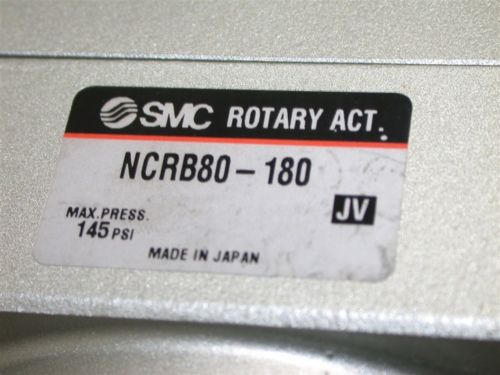 SMC ROTARY ACT.
NCRB80-180
MAX.PRESS.
145 PSI
JV
MADE IN JAPAN